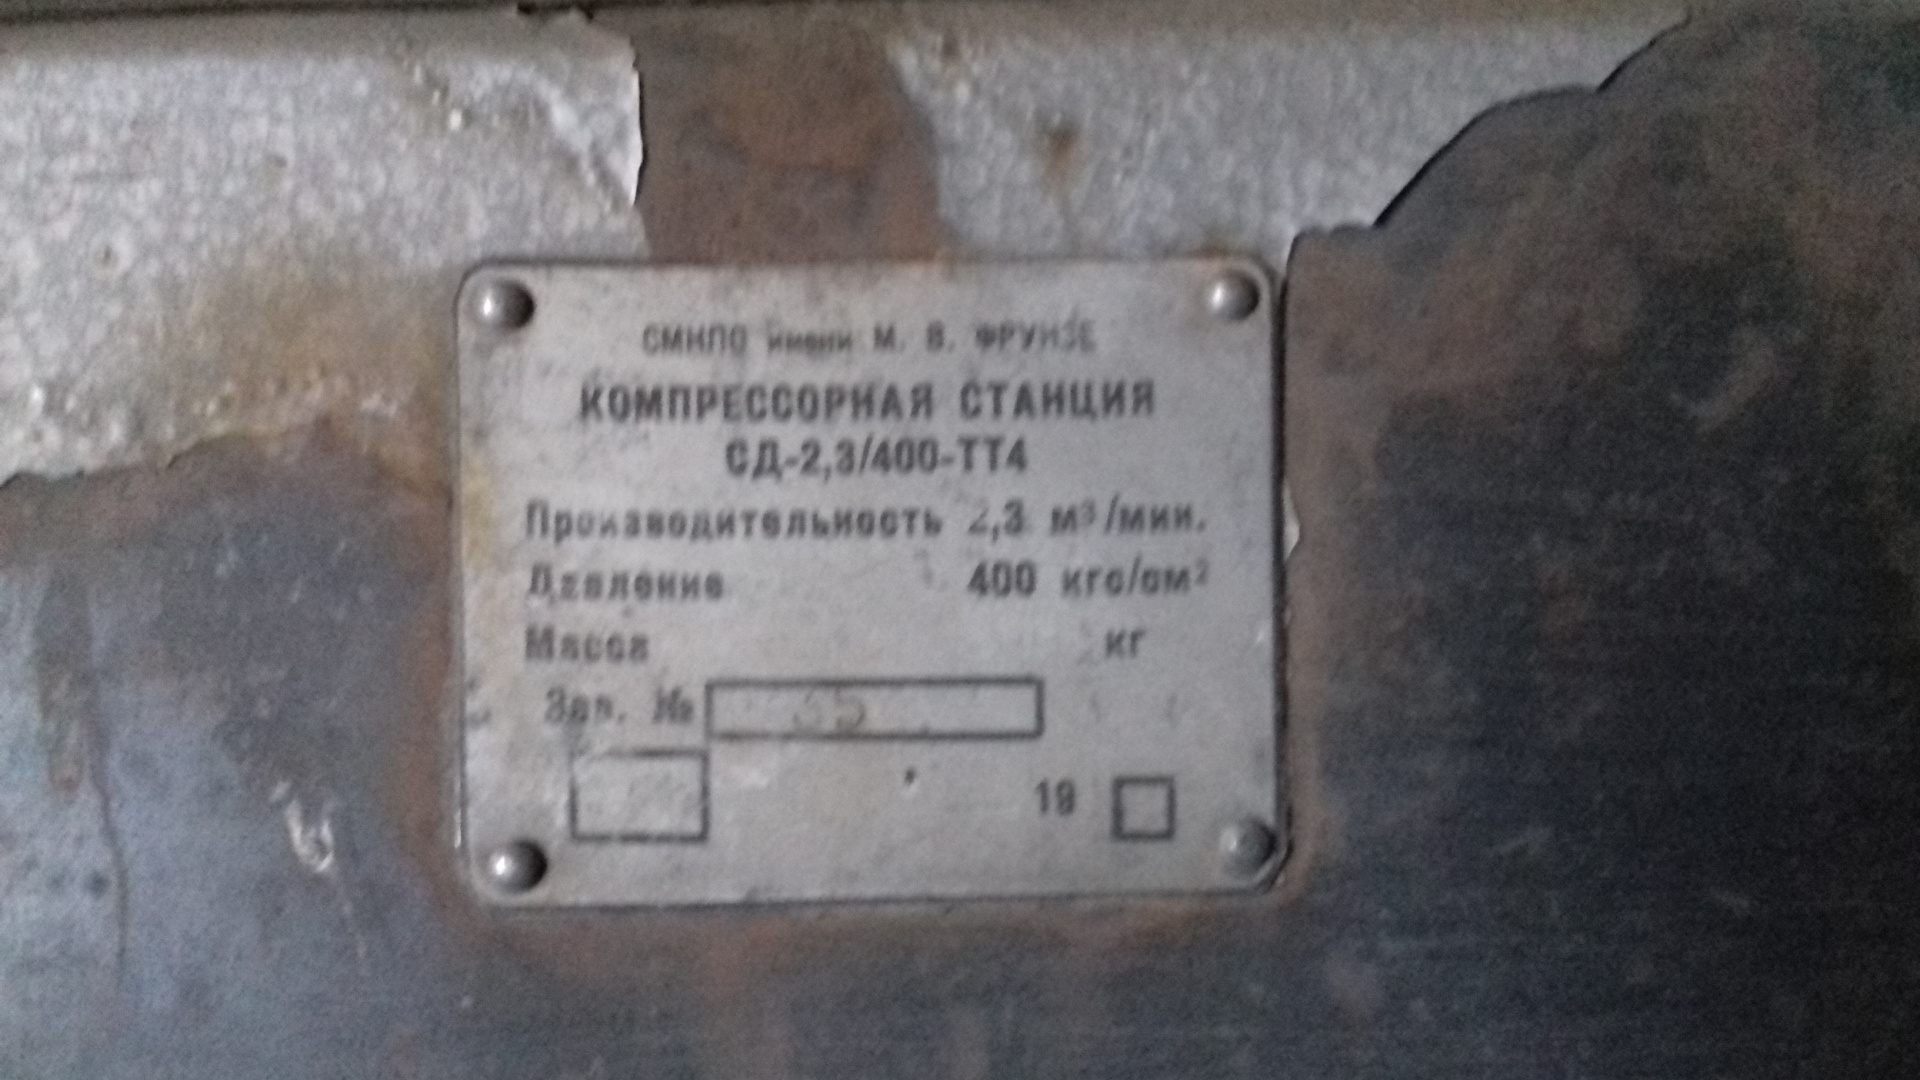 СМНПО имени М. В. ФРУНЗЕ
КОМПРЕССОРНАЯ СТАНЦИЯ
СД-2,3/400-ТТ4
Производительность 2,3 м³/мин.
Давление 400 кгс/см²
Масса кг
Зав. № 35
19